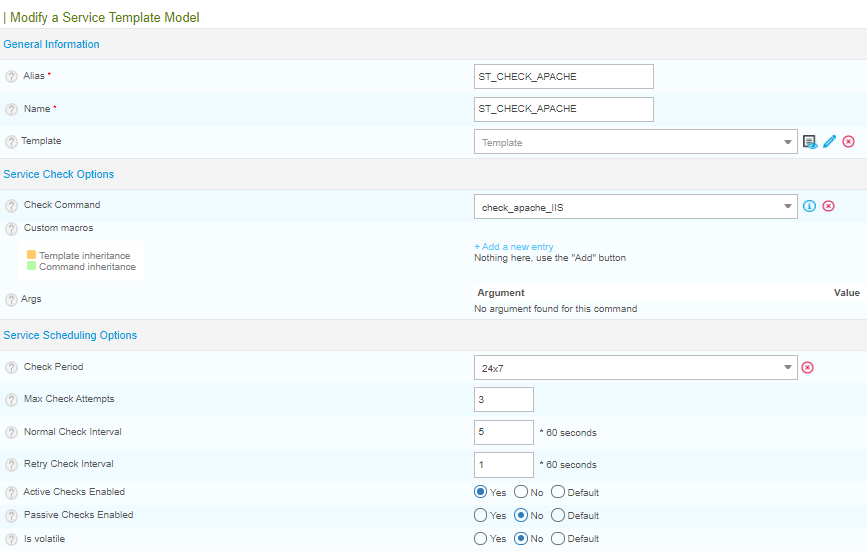 | Modify a Service Template Model
General Information
? Alias * ST_CHECK_APACHE
? Name * ST_CHECK_APACHE
? Template Template
Service Check Options
? Check Command check_apache_IIS
? Custom macros
+ Add a new entry
Template inheritance
Nothing here, use the "Add" button
Command inheritance
Argument Value
? Args
No argument found for this command
Service Scheduling Options
? Check Period 24x7
? Max Check Attempts 3
? Normal Check Interval 5 * 60 seconds
? Retry Check Interval 1 * 60 seconds
? Active Checks Enabled Yes No Default
? Passive Checks Enabled Yes No Default
? Is volatile Yes No Default